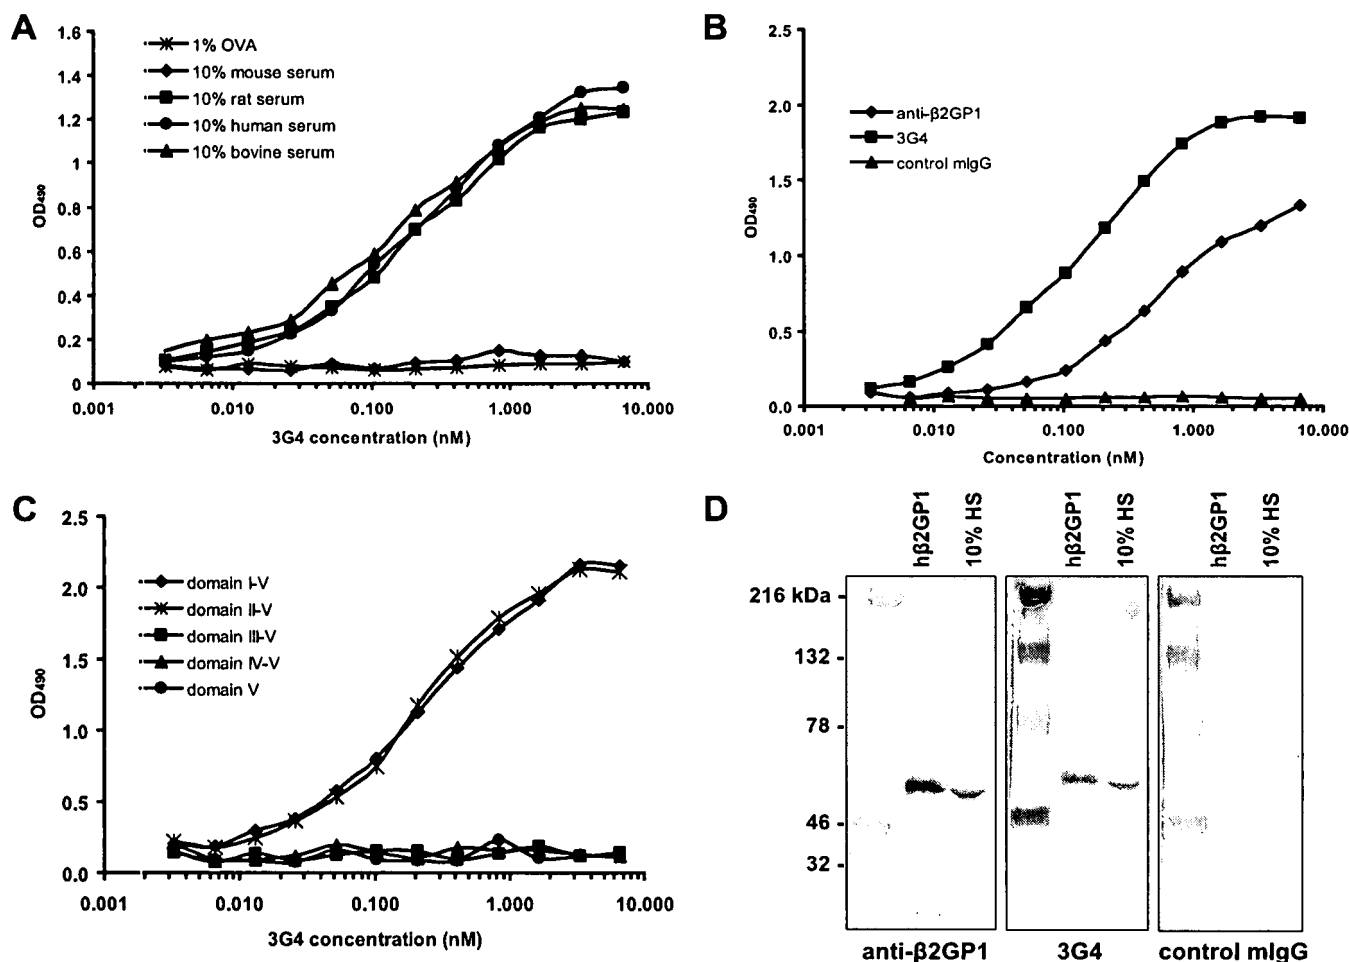 A
1.6
1.4
1.2
1
0.8
0.6
0.4
0.2
0
OD490
1% OVA
10% mouse serum
10% rat serum
10% human serum
10% bovine serum
0.001
0.010
0.100
1.000
10.000
3G4 concentration (nM)
B
2.5
2.0
1.5
1.0
0.5
0.0
OD490
anti-β2GP1
3G4
control mIgG
0.001
0.010
0.100
1.000
10.000
Concentration (nM)
C
2.5
2.0
1.5
1.0
0.5
0.0
OD490
domain I-V
domain II-V
domain III-V
domain IV-V
domain V
0.001
0.010
0.100
1.000
10.000
3G4 concentration (nM)
D
hβ2GP1
10% HS
hβ2GP1
10% HS
hβ2GP1
10% HS
216 kDa
132
78
46
32
anti-β2GP1
3G4
control mIgG